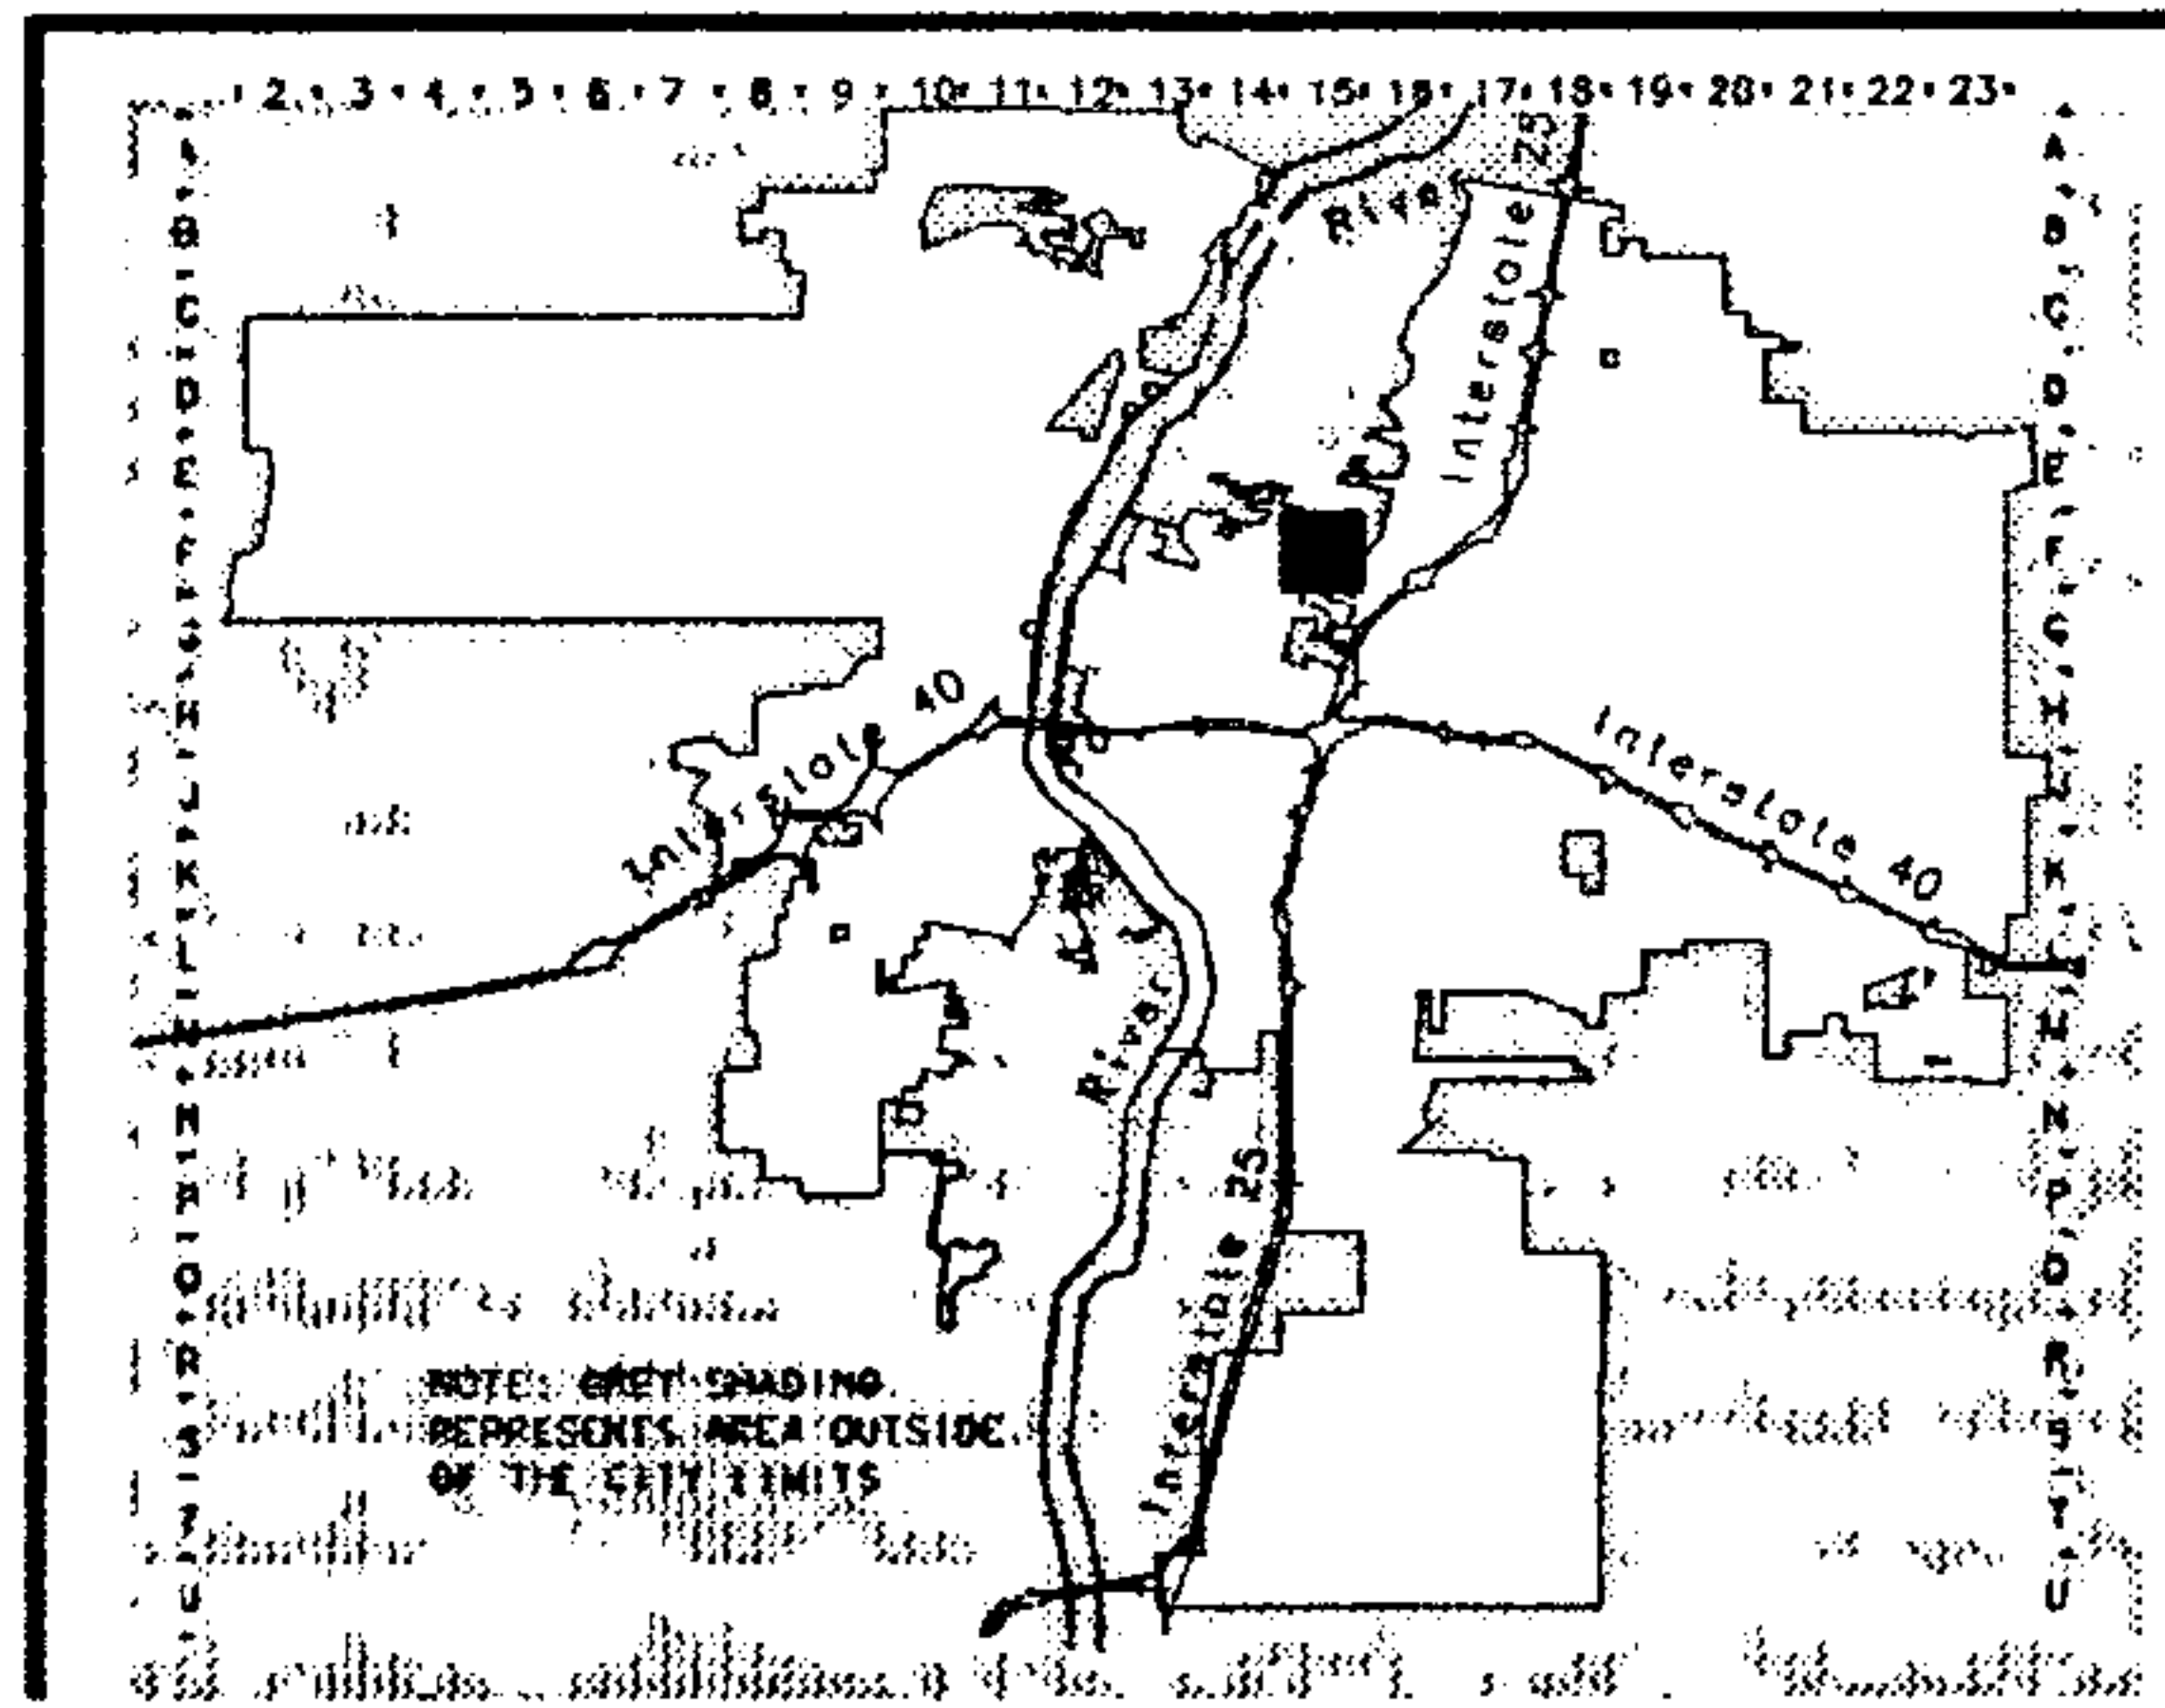 2 · 3 · 4 · 5 · 6 · 7 · 8 · 9 · 10 · 11 · 12 · 13 · 14 · 15 · 16 · 17 · 18 · 19 · 20 · 21 · 22 · 23 ·
A · B · C · D · E · F · G · H · J · K · L · M · N · P · Q · R · S · T · U
A · B · C · D · E · F · G · H · J · K · L · M · N · P · Q · R · S · T · U
River
Interstate 25
Interstate 40
Interstate 40
River
Interstate 25
NOTE: GREY SHADING
REPRESENTS AREA OUTSIDE
OF THE CITY LIMITS